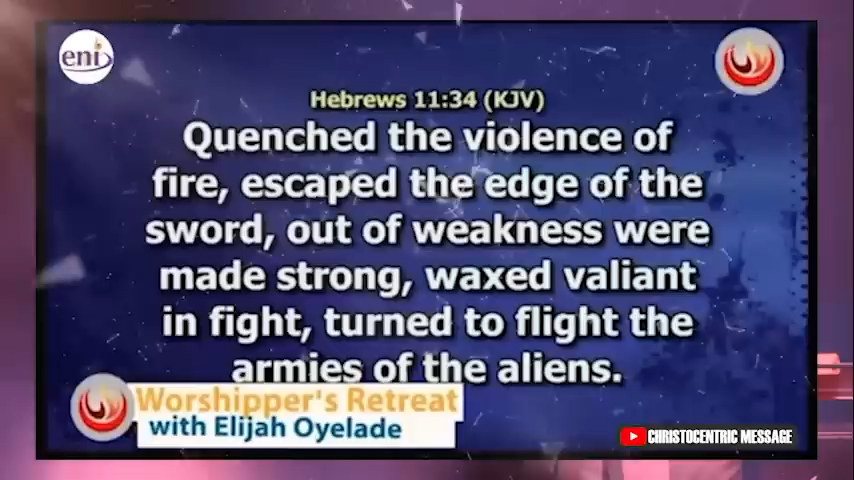 eni
Hebrews 11:34 (KJV)
Quenched the violence of
fire, escaped the edge of the
sword, out of weakness were
made strong, waxed valiant
in fight, turned to flight the
armies of the aliens.
Worshipper's Retreat
with Elijah Oyelade
CHRISTOCENTRIC MESSAGE